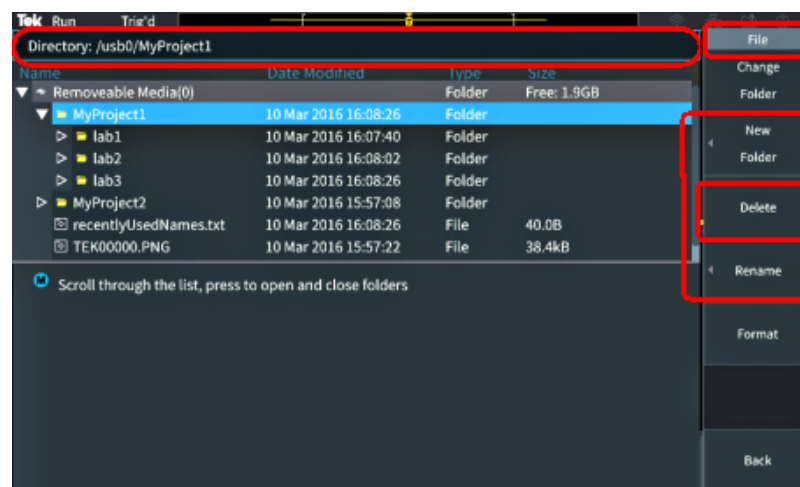 Tek Run Trig'd
Directory: /usb0/MyProject1
Name Date Modified Type Size
Removeable Media(0) Folder Free: 1.9GB
MyProject1 10 Mar 2016 16:08:26 Folder
lab1 10 Mar 2016 16:07:40 Folder
lab2 10 Mar 2016 16:08:02 Folder
lab3 10 Mar 2016 16:08:26 Folder
MyProject2 10 Mar 2016 15:57:08 Folder
recentlyUsedNames.txt 10 Mar 2016 16:08:26 File 40.0B
TEK00000.PNG 10 Mar 2016 15:57:22 File 38.4kB
M Scroll through the list, press to open and close folders
File
Change
Folder
New
Folder
Delete
Rename
Format
Back